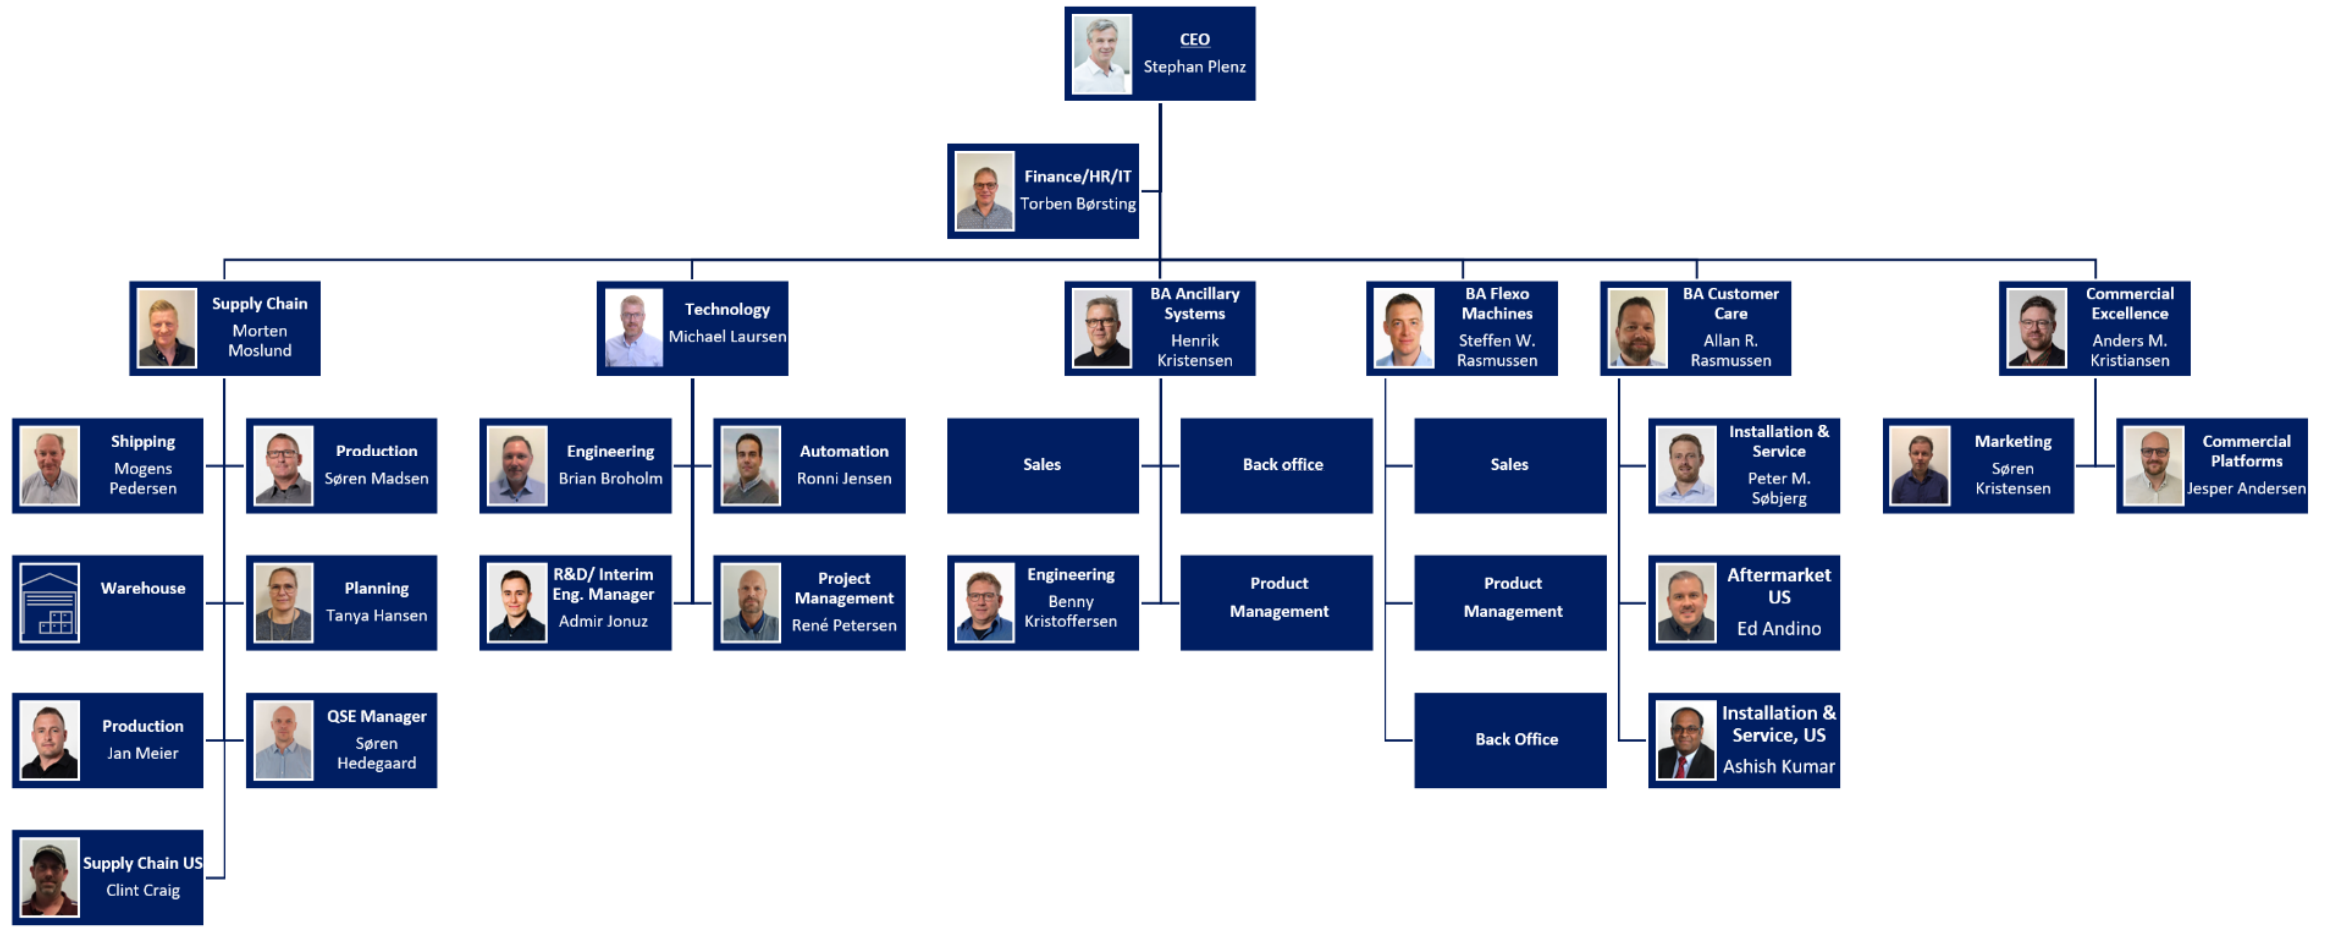 CEO
Stephan Plenz
Finance/HR/IT
Torben Børsting
Supply Chain
Morten
Moslund
Technology
Michael Laursen
BA Ancillary
Systems
Henrik
Kristensen
BA Flexo
Machines
Steffen W.
Rasmussen
BA Customer
Care
Allan R.
Rasmussen
Commercial
Excellence
Anders M.
Kristiansen
Shipping
Mogens
Pedersen
Production
Søren Madsen
Engineering
Brian Broholm
Automation
Ronni Jensen
Sales
Back office
Sales
Installation &
Service
Peter M.
Søbjerg
Marketing
Søren
Kristensen
Commercial
Platforms
Jesper Andersen
Warehouse
Planning
Tanya Hansen
R&D/ Interim
Eng. Manager
Admir Jonuz
Project
Management
René Petersen
Engineering
Benny
Kristoffersen
Product
Management
Product
Management
Aftermarket
US
Ed Andino
Production
Jan Meier
QSE Manager
Søren
Hedegaard
Back Office
Installation &
Service, US
Ashish Kumar
Supply Chain US
Clint Craig